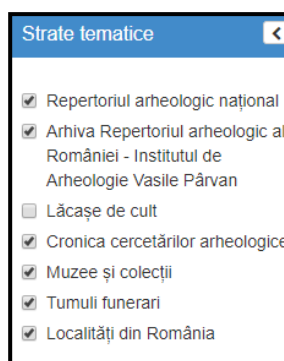 Strate tematice
Repertoriul arheologic național
Arhiva Repertoriul arheologic al
României - Institutul de
Arheologie Vasile Pârvan
Lăcașe de cult
Cronica cercetărilor arheologice
Muzee și colecții
Tumuli funerari
Localități din România